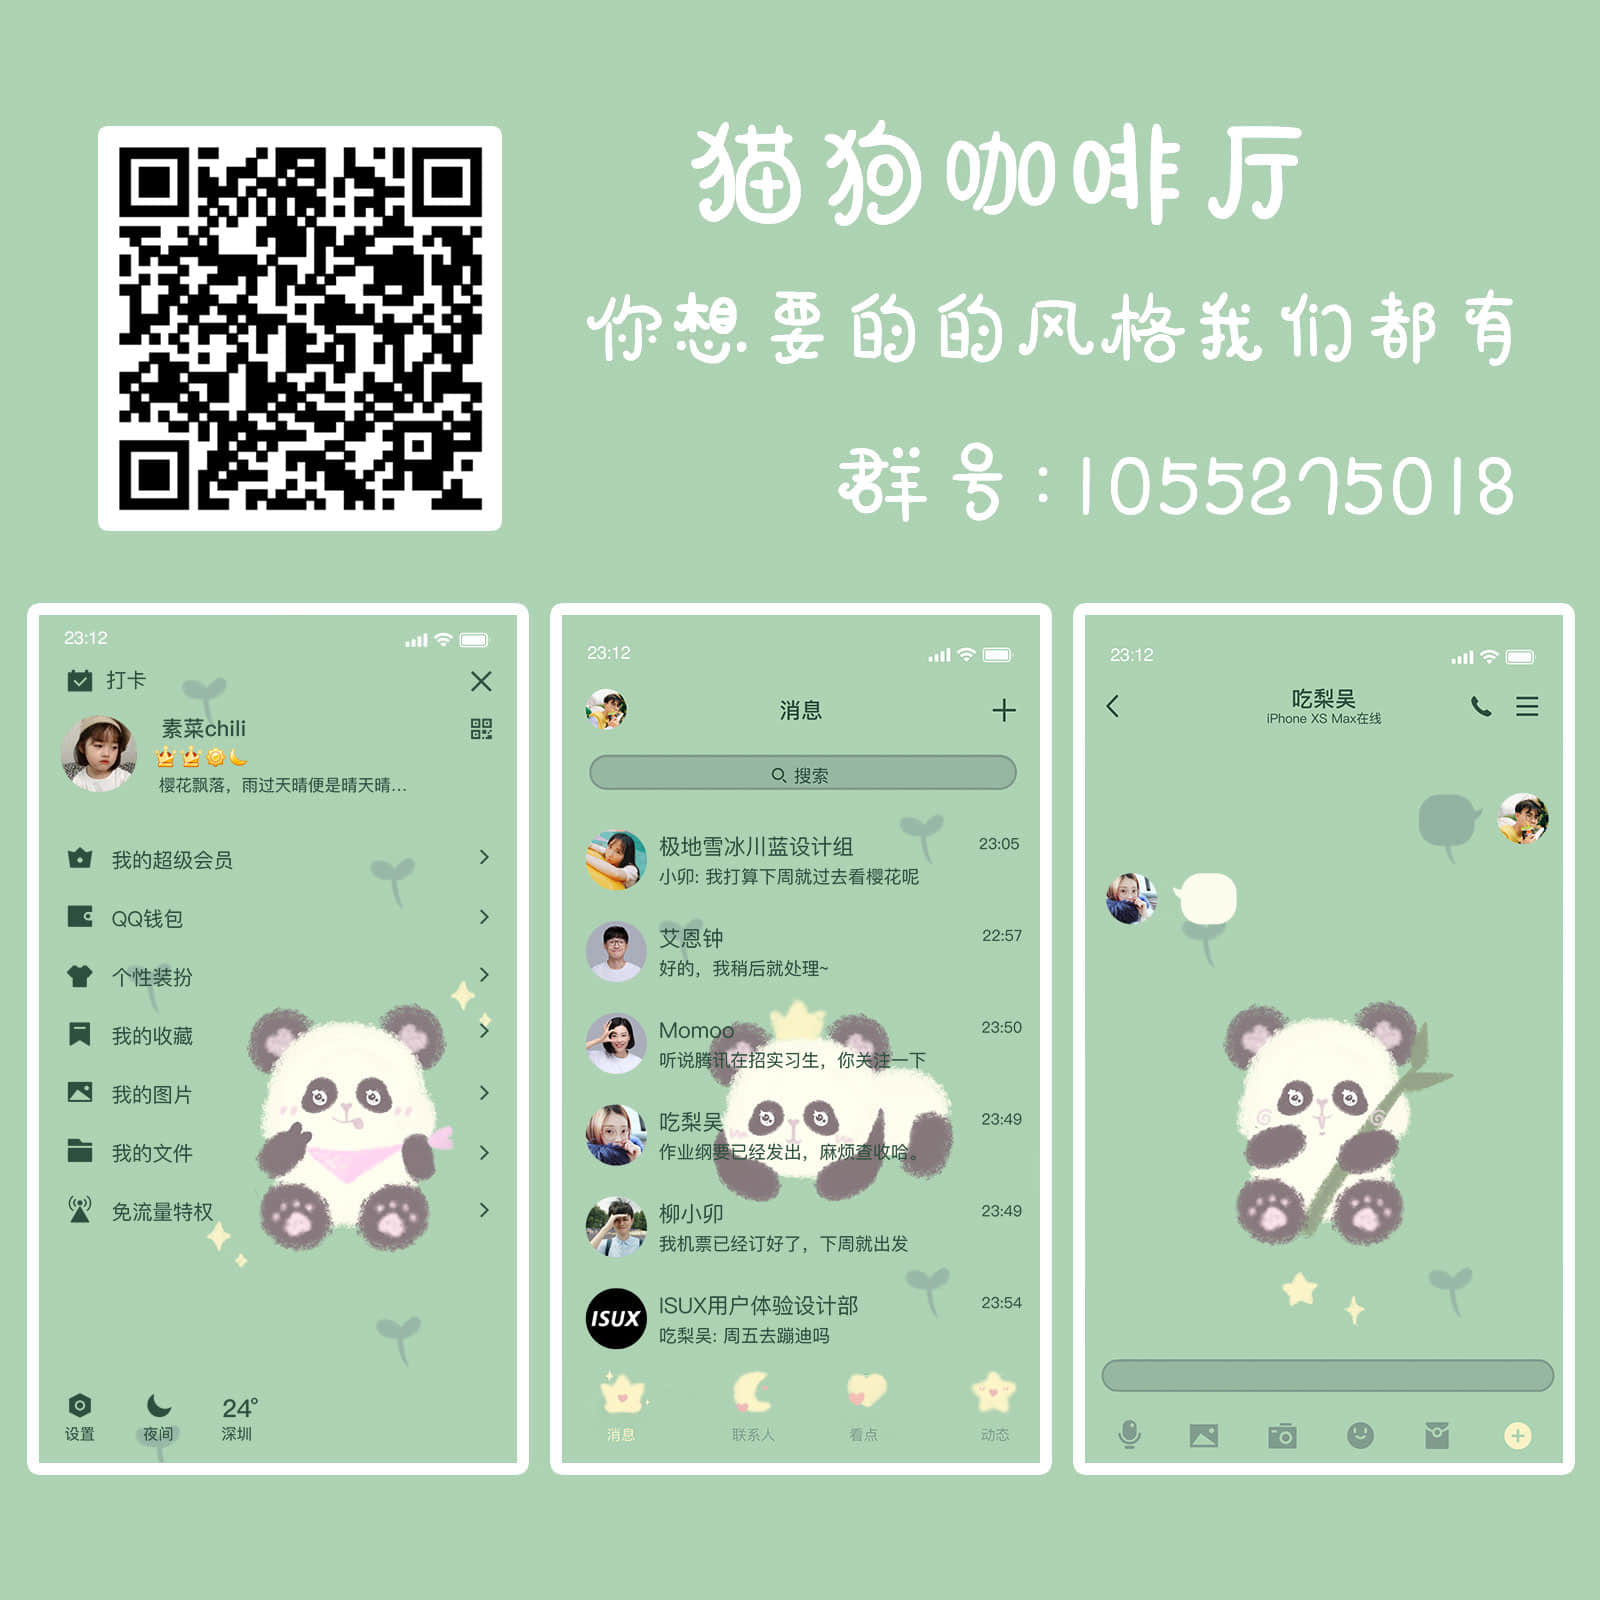 猫狗咖啡厅
你想要的的风格我们都有
群号:1055275018
23:12
打卡
素菜chili
樱花飘落，雨过天晴便是晴天晴...
我的超级会员
QQ钱包
个性装扮
我的收藏
我的图片
我的文件
免流量特权
24°
设置 夜间 深圳
23:12
消息
搜索
极地雪冰川蓝设计组 23:05
小卯: 我打算下周就过去看樱花呢
艾恩钟 22:57
好的，我稍后就处理~
Momoo 23:50
听说腾讯在招实习生，你关注一下
吃梨吴 23:49
作业纲要已经发出，麻烦查收哈。
柳小卯 23:49
我机票已经订好了，下周就出发
ISUX
ISUX用户体验设计部 23:54
吃梨吴: 周五去蹦迪吗
消息 联系人 看点 动态
23:12
吃梨吴
iPhone XS Max在线